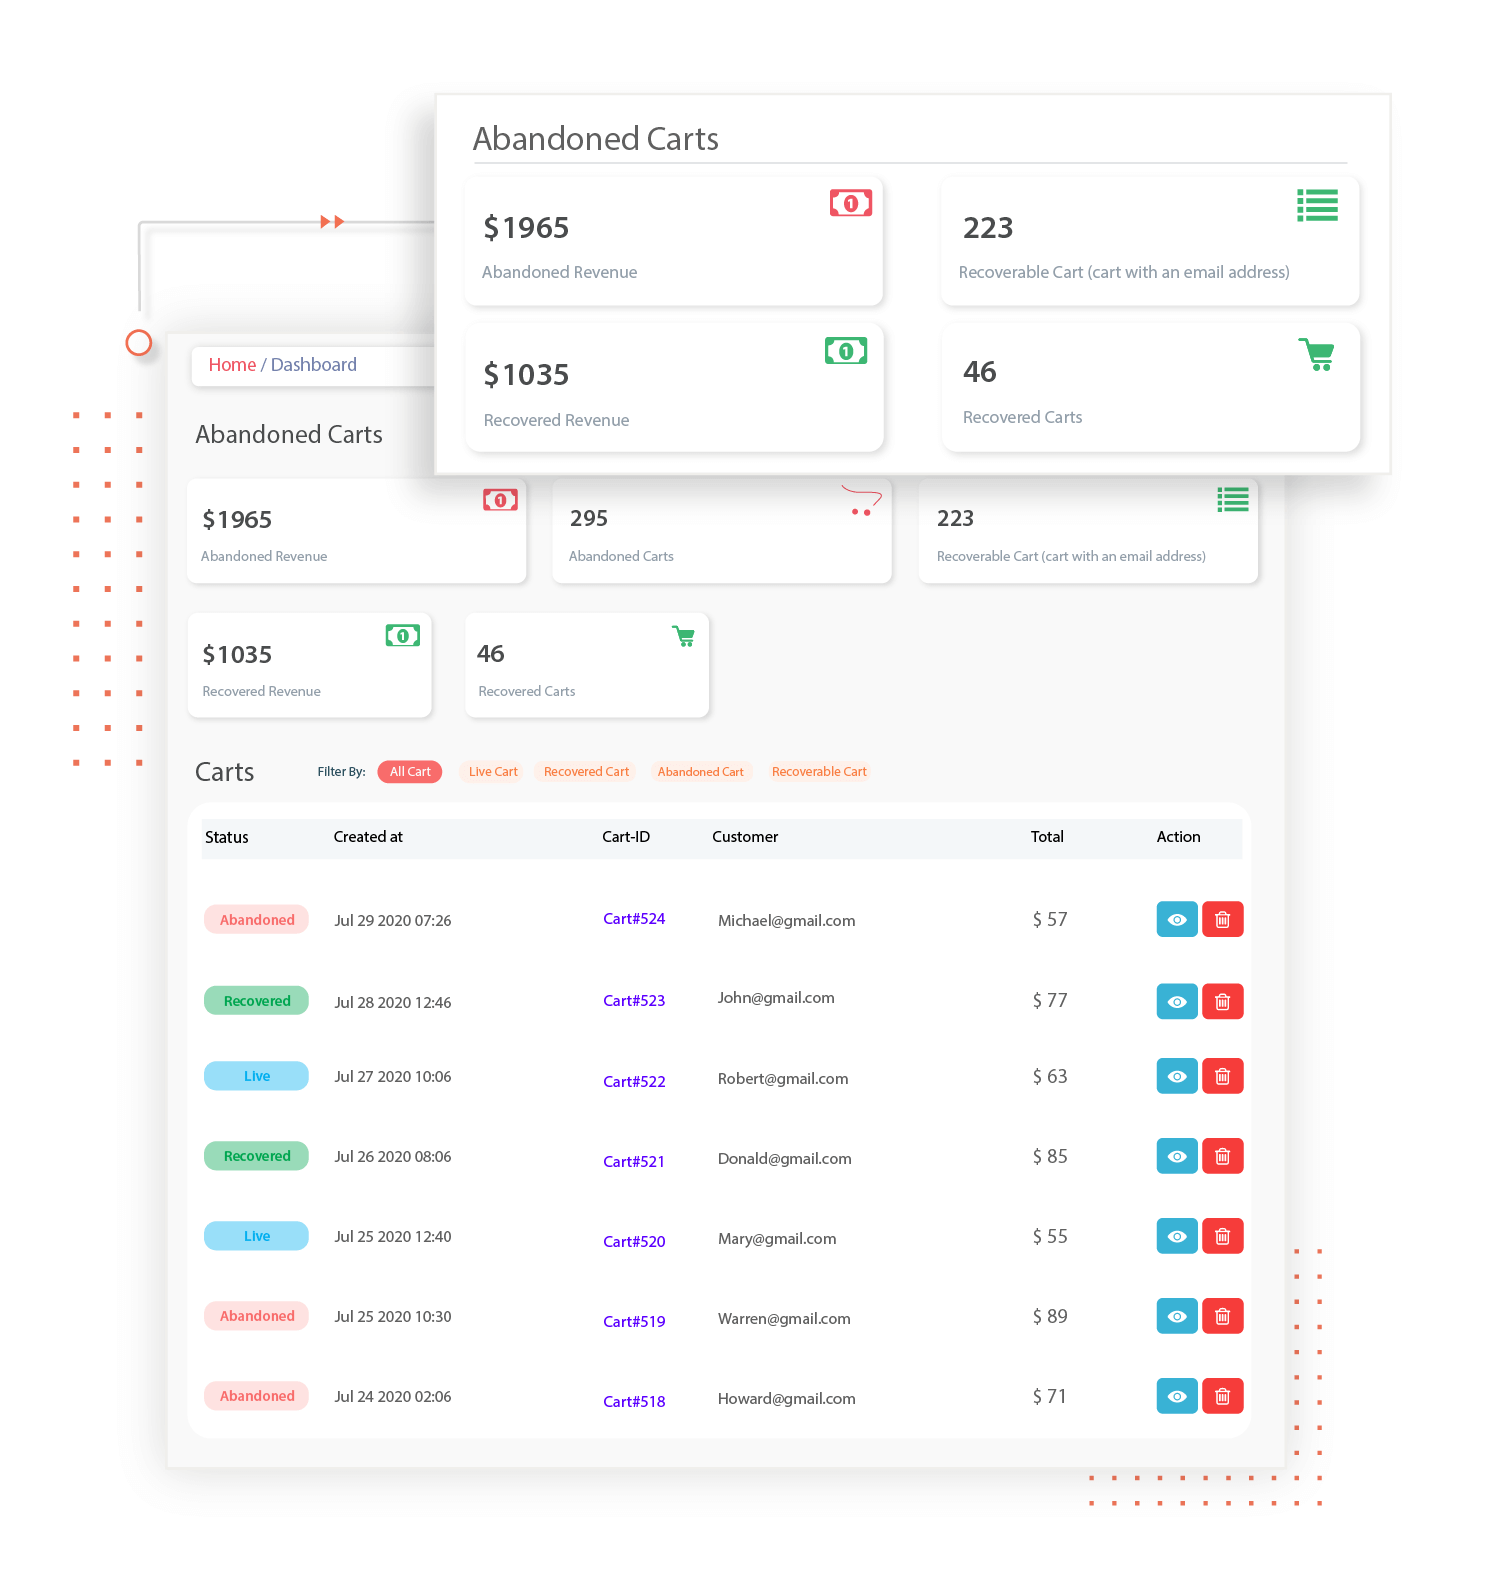 Abandoned Carts
$1965
Abandoned Revenue
223
Recoverable Cart (cart with an email address)
$1035
Recovered Revenue
46
Recovered Carts
Home / Dashboard
Abandoned Carts
$1965
Abandoned Revenue
295
Abandoned Carts
223
Recoverable Cart (cart with an email address)
$1035
Recovered Revenue
46
Recovered Carts
Carts Filter By: All Cart Live Cart Recovered Cart Abandoned Cart Recoverable Cart
Status Created at Cart-ID Customer Total Action
Abandoned Jul 29 2020 07:26 Cart#524 Michael@gmail.com $ 57
Recovered Jul 28 2020 12:46 Cart#523 John@gmail.com $ 77
Live Jul 27 2020 10:06 Cart#522 Robert@gmail.com $ 63
Recovered Jul 26 2020 08:06 Cart#521 Donald@gmail.com $ 85
Live Jul 25 2020 12:40 Cart#520 Mary@gmail.com $ 55
Abandoned Jul 25 2020 10:30 Cart#519 Warren@gmail.com $ 89
Abandoned Jul 24 2020 02:06 Cart#518 Howard@gmail.com $ 71